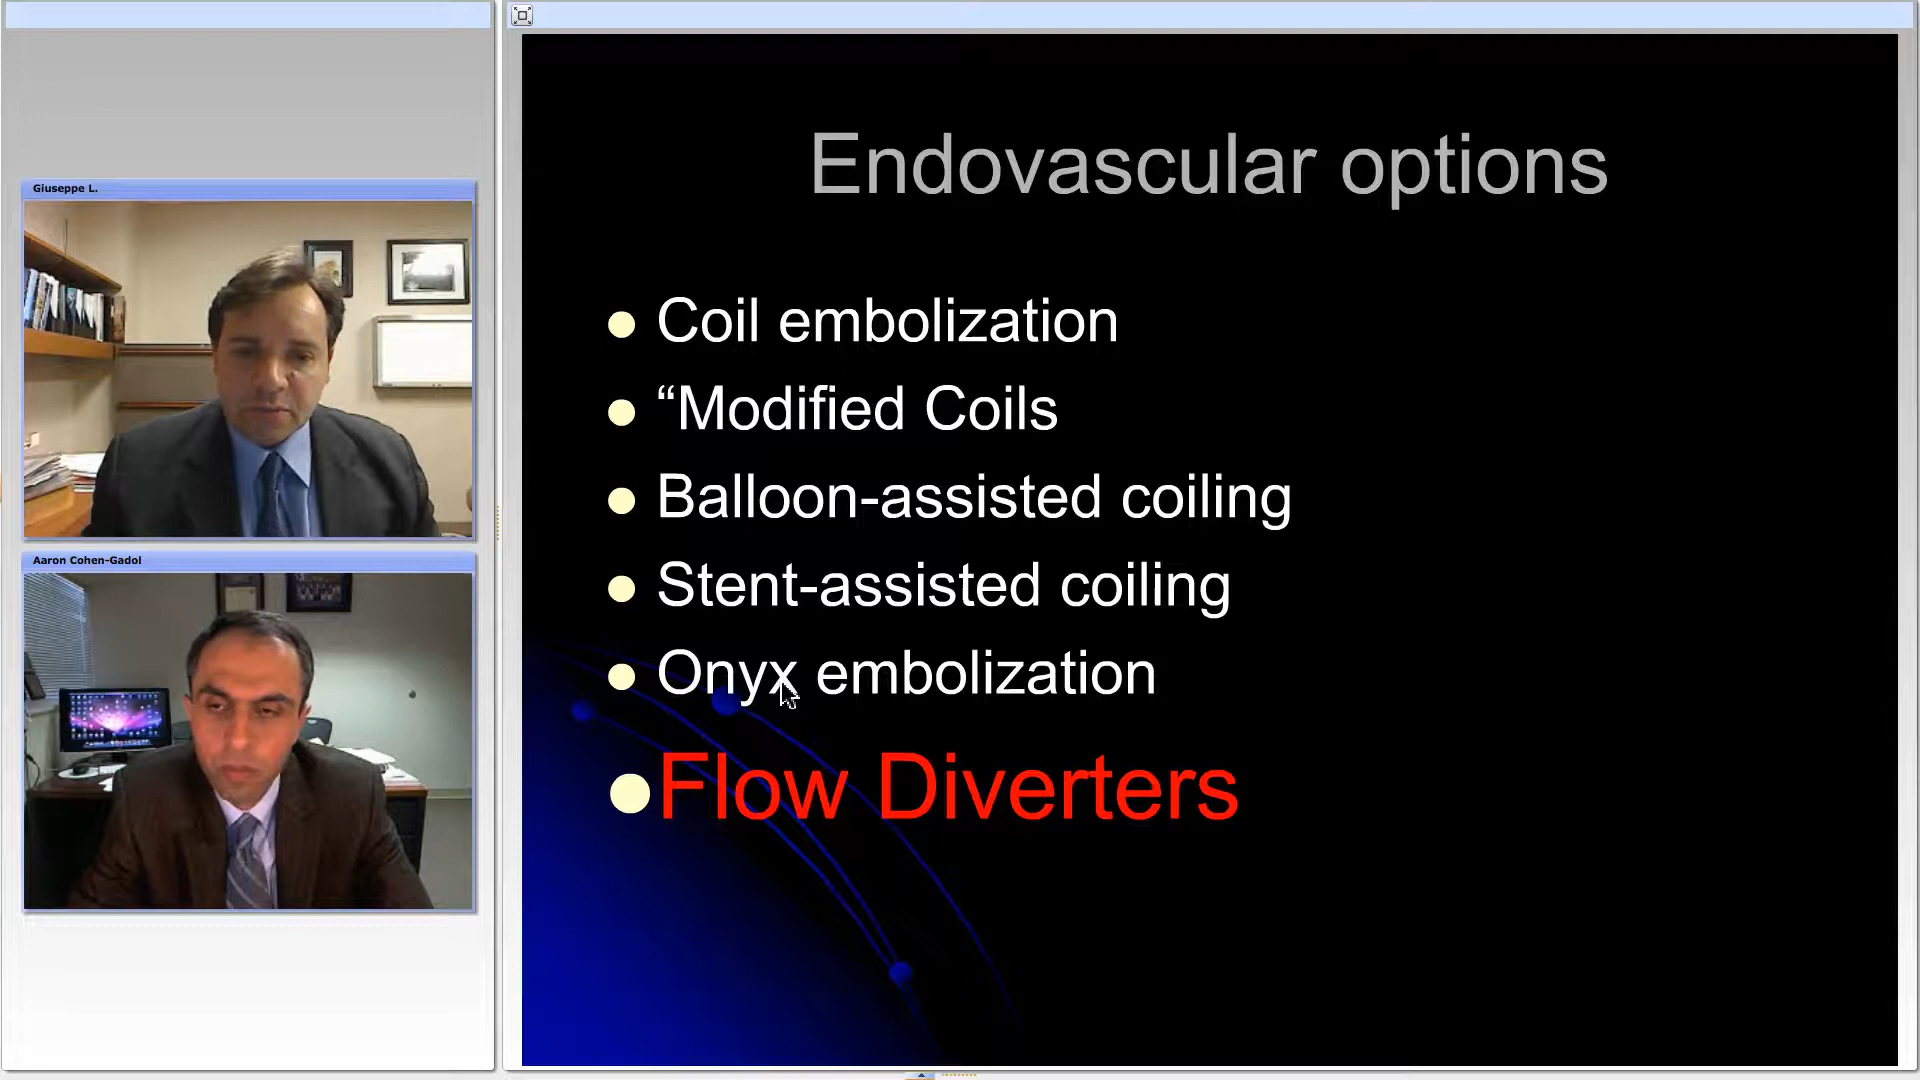 Giuseppe L.
Aaron Cohen-Gadol
Endovascular options
Coil embolization
“Modified Coils
Balloon-assisted coiling
Stent-assisted coiling
Onyx embolization
Flow Diverters